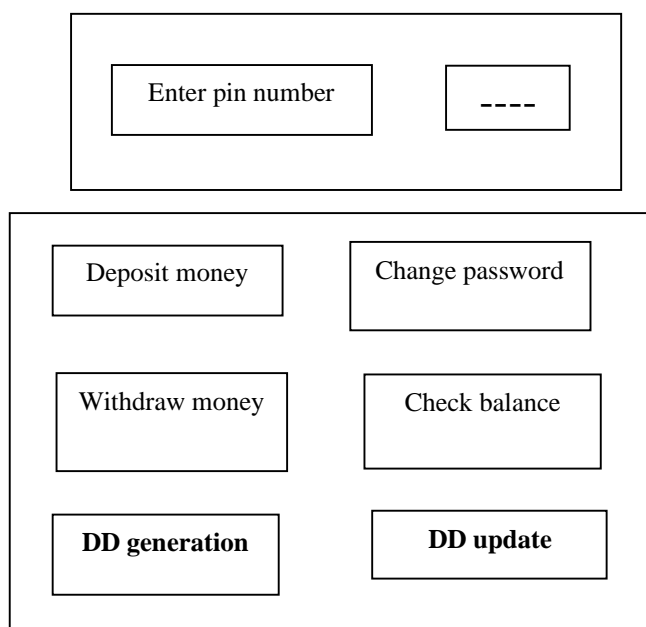 Enter pin number
----
Deposit money
Change password
Withdraw money
Check balance
DD generation
DD update